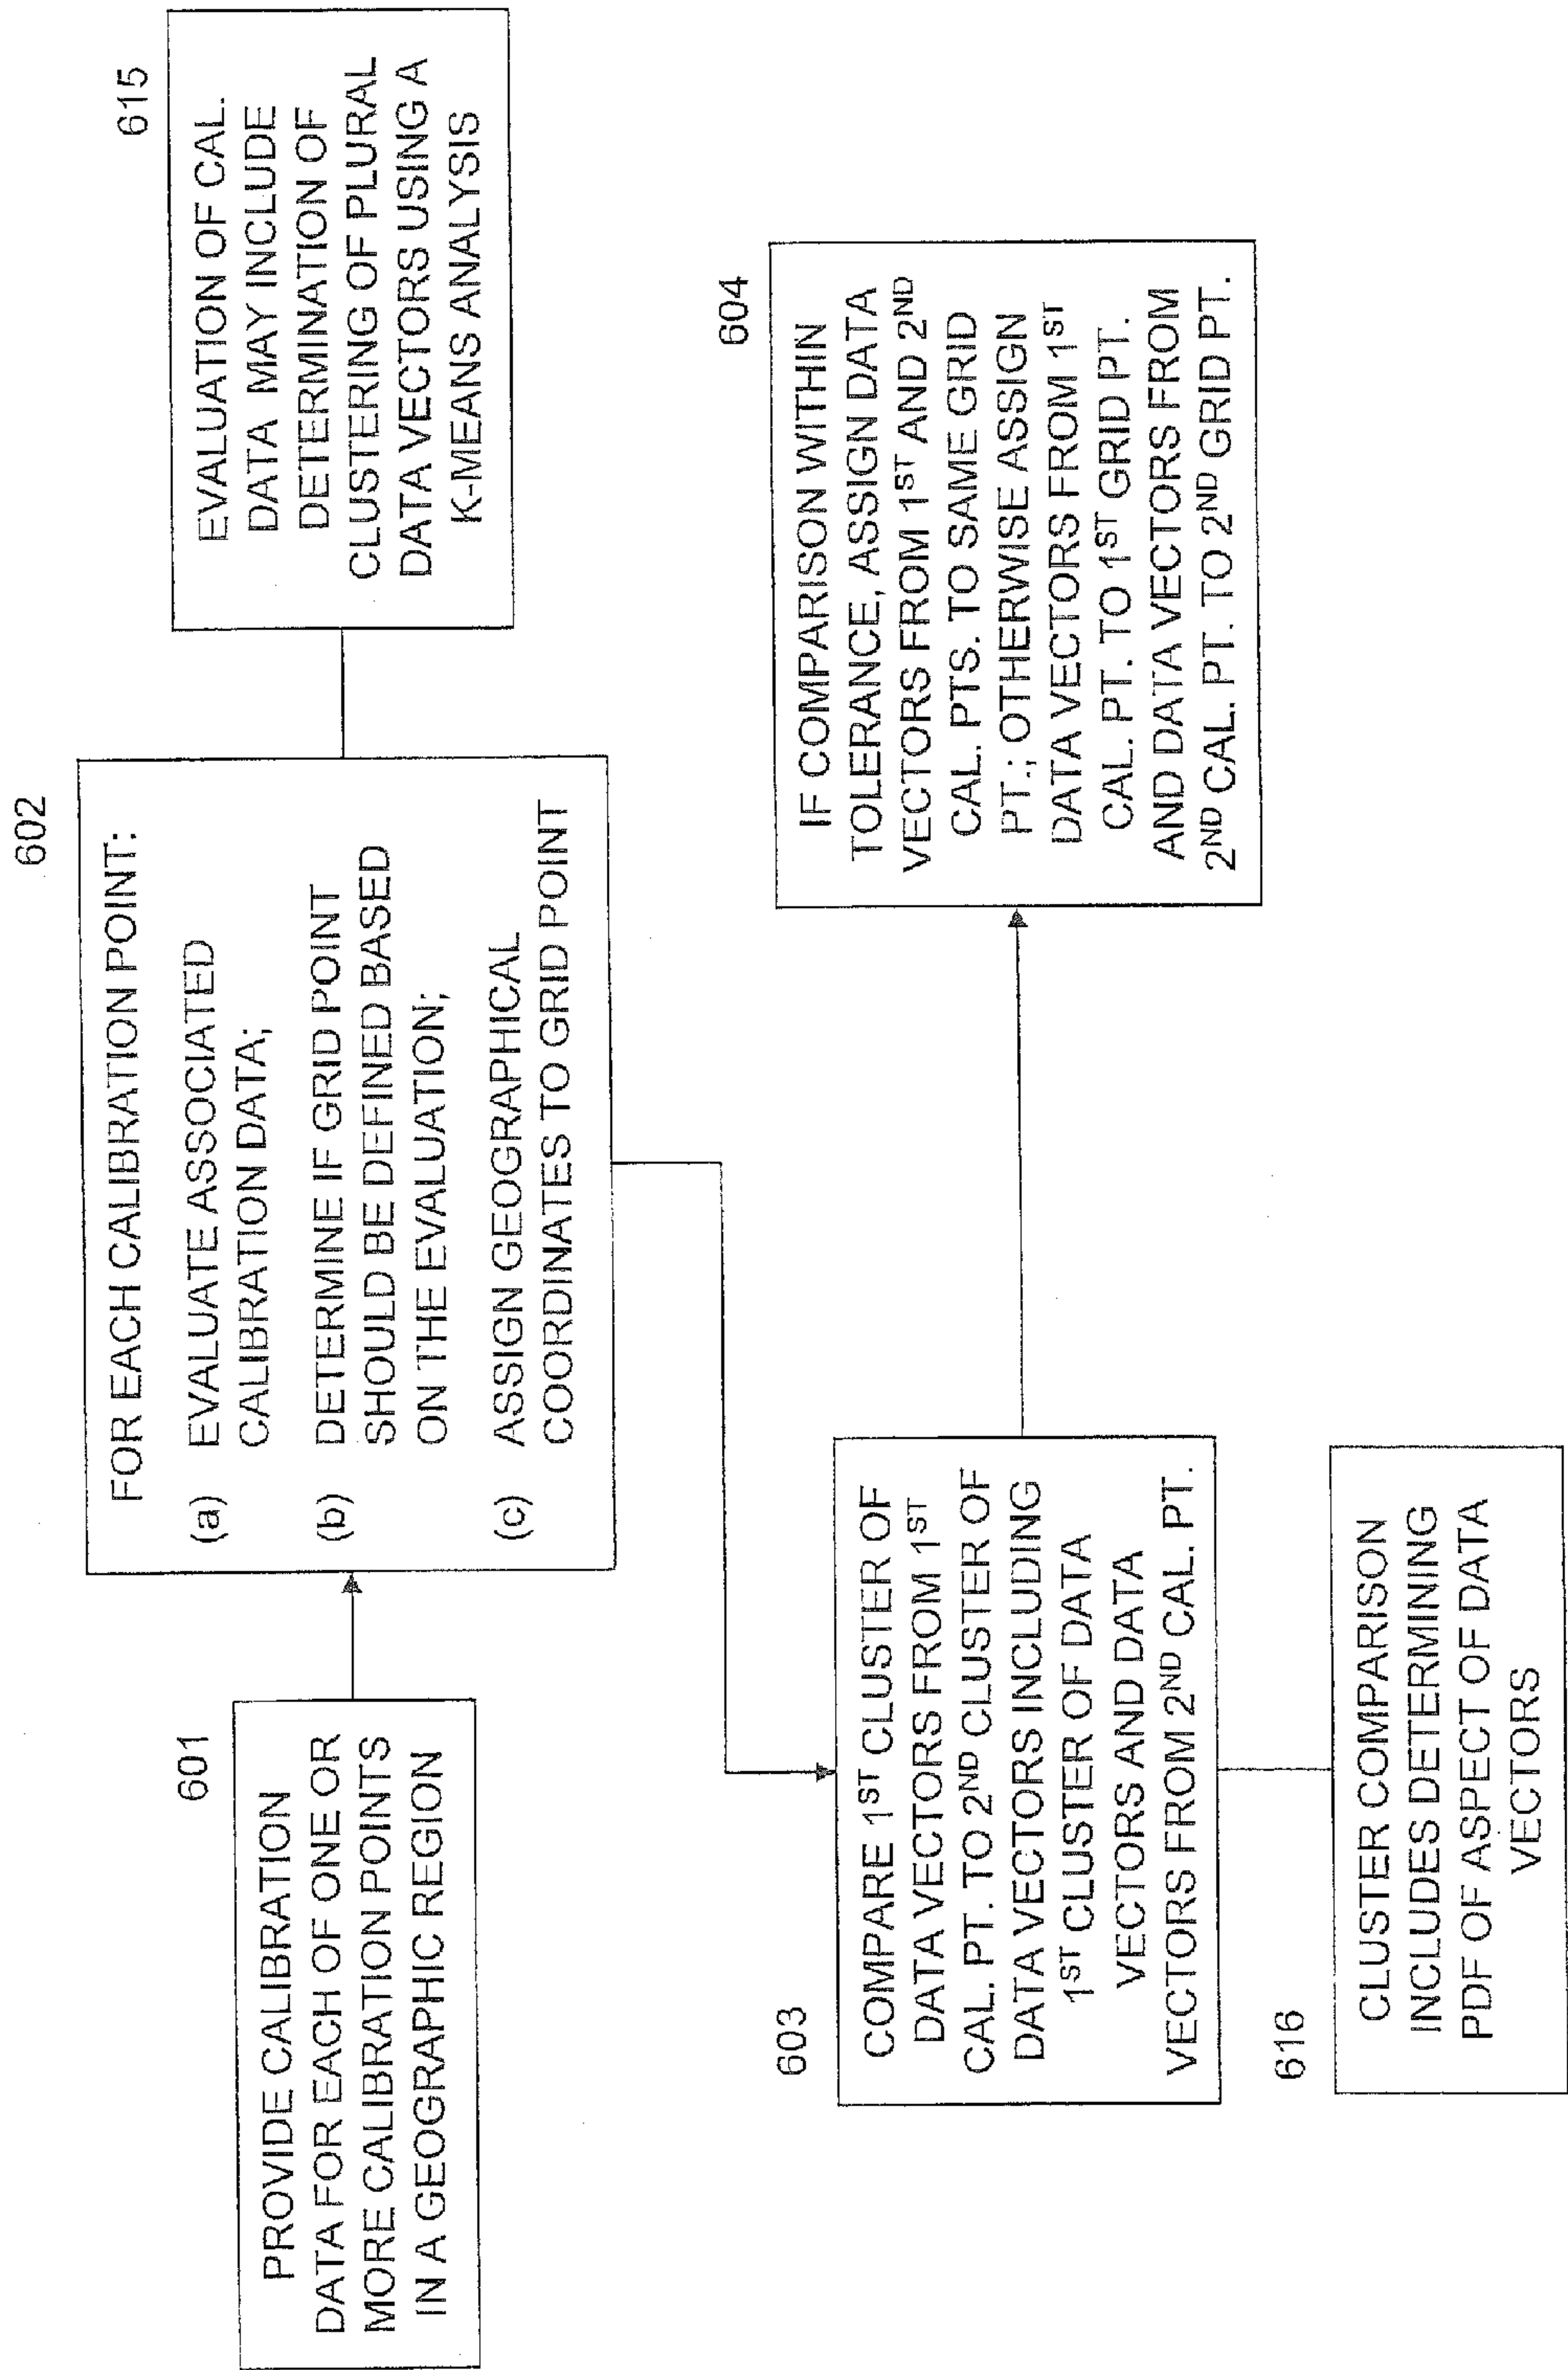 601
PROVIDE CALIBRATION
DATA FOR EACH OF ONE OR
MORE CALIBRATION POINTS
IN A GEOGRAPHIC REGION
602
FOR EACH CALIBRATION POINT:
(a) EVALUATE ASSOCIATED
CALIBRATION DATA;
(b) DETERMINE IF GRID POINT
SHOULD BE DEFINED BASED
ON THE EVALUATION;
(c) ASSIGN GEOGRAPHICAL
COORDINATES TO GRID POINT
615
EVALUATION OF CAL.
DATA MAY INCLUDE
DETERMINATION OF
CLUSTERING OF PLURAL
DATA VECTORS USING A
K-MEANS ANALYSIS
603
COMPARE 1ST CLUSTER OF
DATA VECTORS FROM 1ST
CAL. PT. TO 2ND CLUSTER OF
DATA VECTORS INCLUDING
1ST CLUSTER OF DATA
VECTORS AND DATA
VECTORS FROM 2ND CAL. PT.
604
IF COMPARISON WITHIN
TOLERANCE, ASSIGN DATA
VECTORS FROM 1ST AND 2ND
CAL. PTS. TO SAME GRID
PT.; OTHERWISE ASSIGN
DATA VECTORS FROM 1ST
CAL. PT. TO 1ST GRID PT.
AND DATA VECTORS FROM
2ND CAL. PT. TO 2ND GRID PT.
616
CLUSTER COMPARISON
INCLUDES DETERMINING
PDF OF ASPECT OF DATA
VECTORS